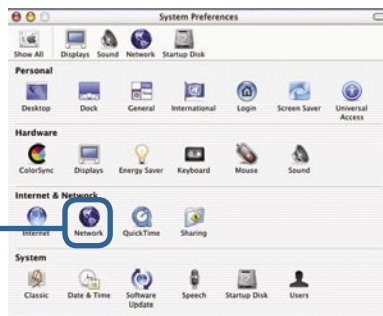 System Preferences
Show All Displays Sound Network Startup Disk
Personal
Desktop Dock General International Login Screen Saver Universal Access
Hardware
ColorSync Displays Energy Saver Keyboard Mouse Sound
Internet & Network
Internet Network QuickTime Sharing
System
Classic Date & Time Software Update Speech Startup Disk Users